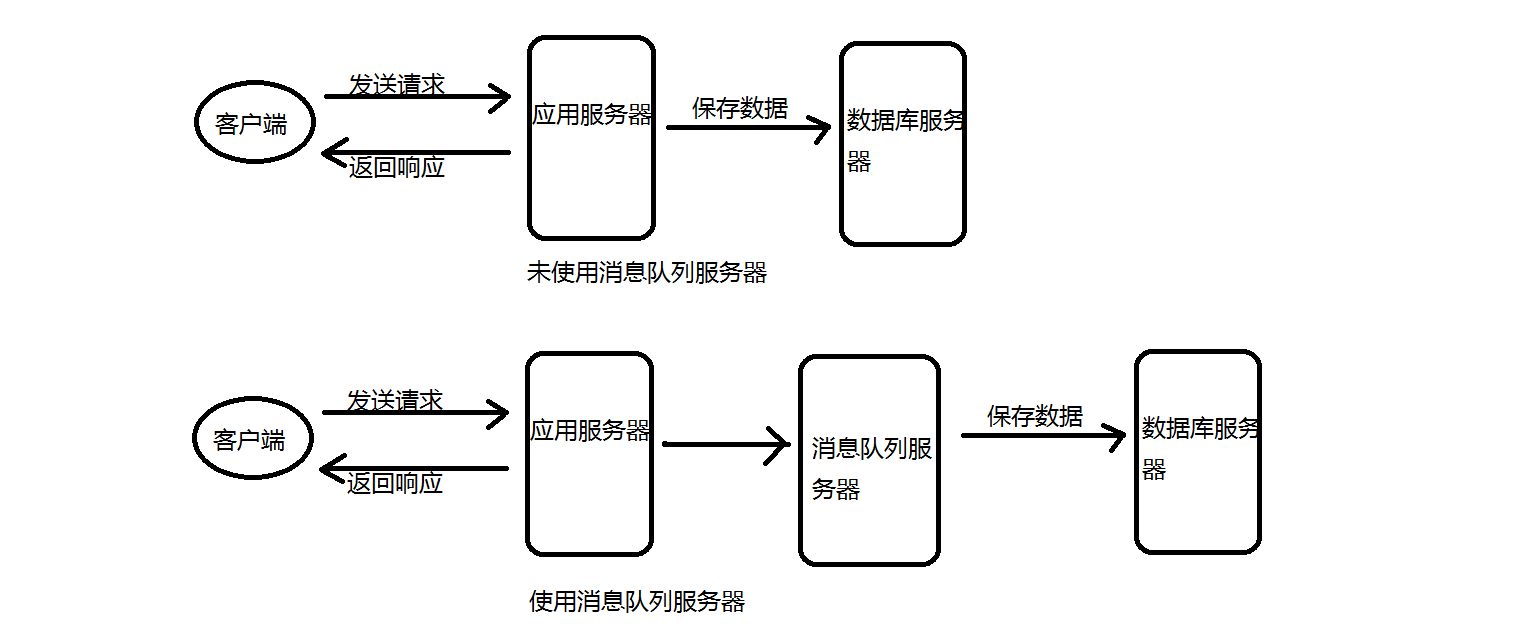 发送请求
客户端
返回响应
应用服务器
保存数据
数据库服务
器
未使用消息队列服务器
发送请求
客户端
返回响应
应用服务器
消息队列服
务器
保存数据
数据库服务
器
使用消息队列服务器